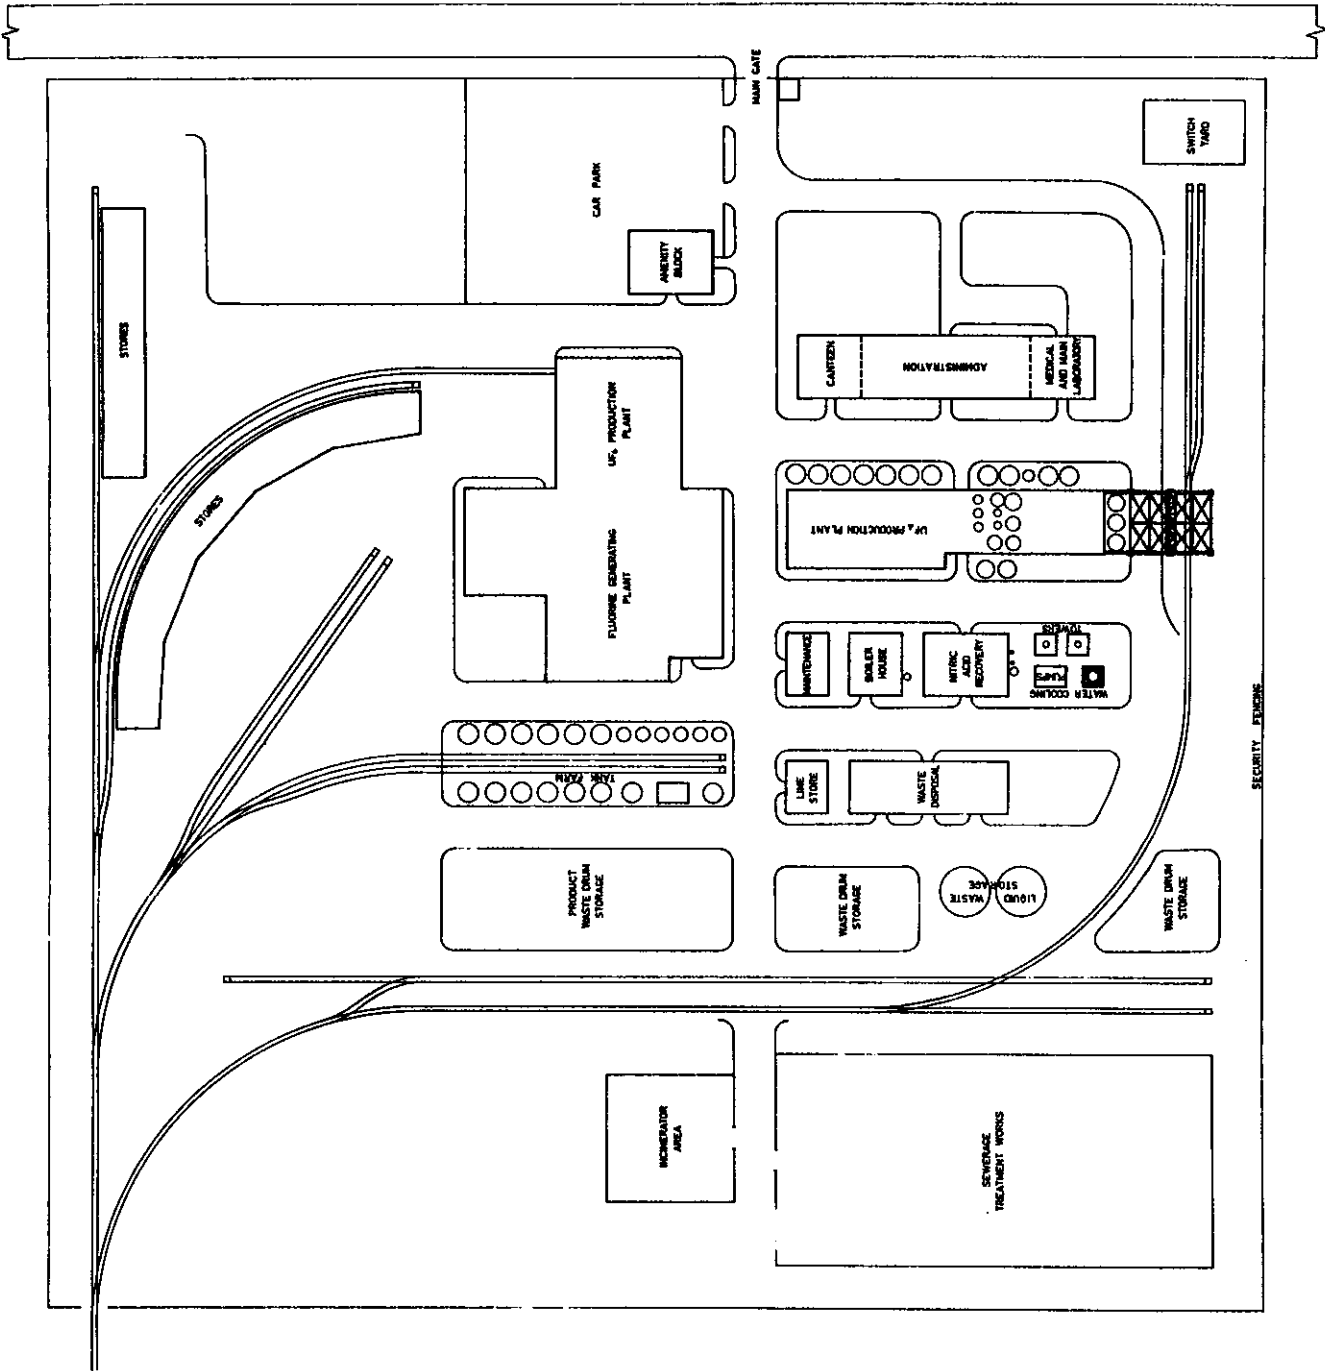 MAIN GATE
SWITCH
YARD
CAR PARK
AMENITY
BLOCK
STORES
CANTEEN
ADMINISTRATION
MEDICAL
AND MAIN
LABORATORY
UF₆ PRODUCTION
PLANT
STORES
FLUORINE GENERATING
PLANT
UF₄ PRODUCTION PLANT
MAINTENANCE
BOILER
HOUSE
NITRIC
ACID
RECOVERY
TOWERS
PUMPS
WATER COOLING
SECURITY FENCING
TANK FARM
LIME
STORE
WASTE
DISPOSAL
PRODUCT
WASTE DRUM
STORAGE
WASTE DRUM
STORAGE
LIQUID WASTE
STORAGE
WASTE DRUM
STORAGE
INCINERATOR
AREA
SEWERAGE
TREATMENT WORKS